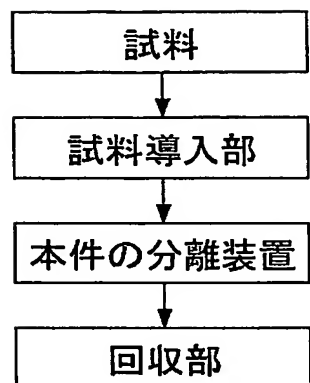 試料
試料導入部
本件の分離装置
回収部